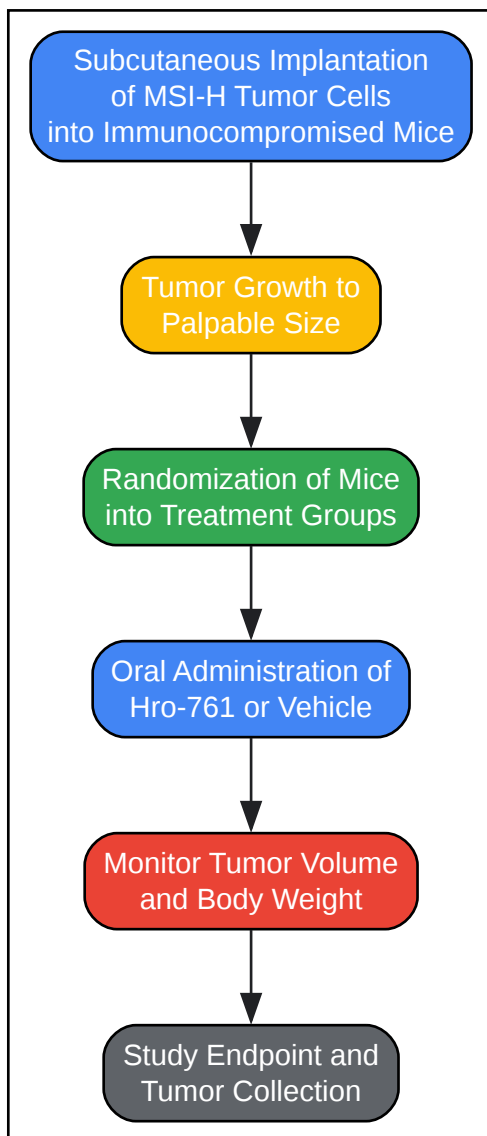 Subcutaneous Implantation
of MSI-H Tumor Cells
into Immunocompromised Mice
Tumor Growth to
Palpable Size
Randomization of Mice
into Treatment Groups
Oral Administration of
Hro-761 or Vehicle
Monitor Tumor Volume
and Body Weight
Study Endpoint and
Tumor Collection